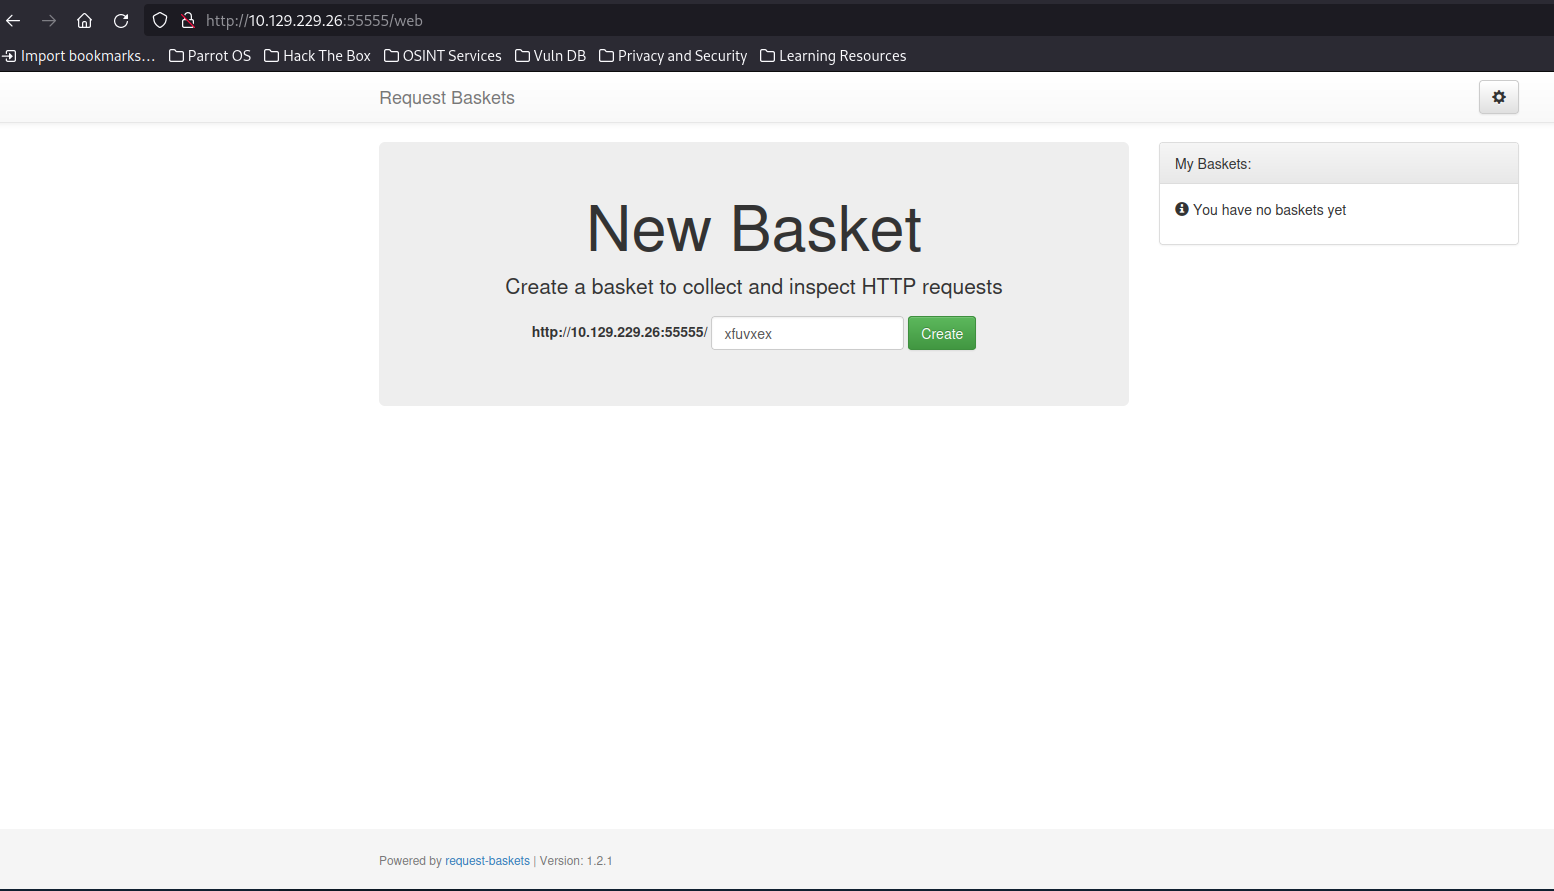 http://10.129.229.26:55555/web
Import bookmarks... Parrot OS Hack The Box OSINT Services Vuln DB Privacy and Security Learning Resources
Request Baskets
New Basket
Create a basket to collect and inspect HTTP requests
http://10.129.229.26:55555/ xfuvxex Create
My Baskets:
You have no baskets yet
Powered by request-baskets | Version: 1.2.1